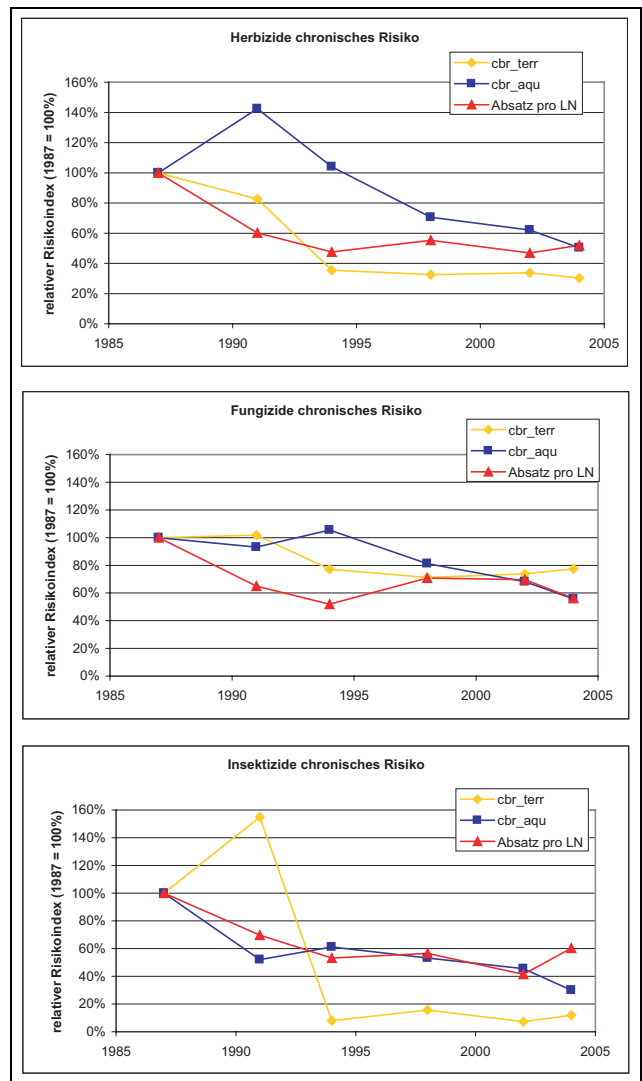 Herbizide chronisches Risiko
cbr_terr
cbr_aqu
Absatz pro LN
relativer Risikoindex (1987 = 100%)
160%
140%
120%
100%
80%
60%
40%
20%
0%
1985 1990 1995 2000 2005
Fungizide chronisches Risiko
cbr_terr
cbr_aqu
Absatz pro LN
relativer Risikoindex (1987 = 100%)
160%
140%
120%
100%
80%
60%
40%
20%
0%
1985 1990 1995 2000 2005
Insektizide chronisches Risiko
cbr_terr
cbr_aqu
Absatz pro LN
relativer Risikoindex (1987 = 100%)
160%
140%
120%
100%
80%
60%
40%
20%
0%
1985 1990 1995 2000 2005